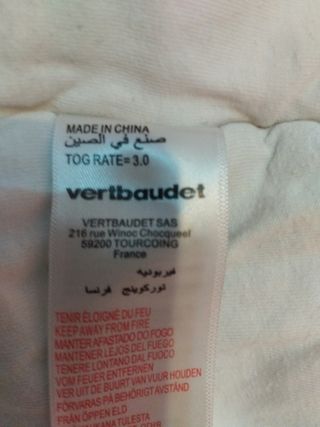 MADE IN CHINA
صنع في الصين
TOG RATE= 3.0
vertbaudet
VERTBAUDET SAS
216 rue Winoc Chocqueel
59200 TOURCOING
France
فيربوديه
توركوينج فرنسا
TENIR ÉLOIGNÉ DU FEU
KEEP AWAY FROM FIRE
MANTER AFASTADO DO FOGO
MANTENER LEJOS DEL FUEGO
TENERE LONTANO DAL FUOCO
VOM FEUER ENTFERNEN
VER UIT DE BUURT VAN VUUR HOUDEN
FÖRVARAS PÅ BEHÖRIGT AVSTÅND
FRÅN ÖPPEN ELD